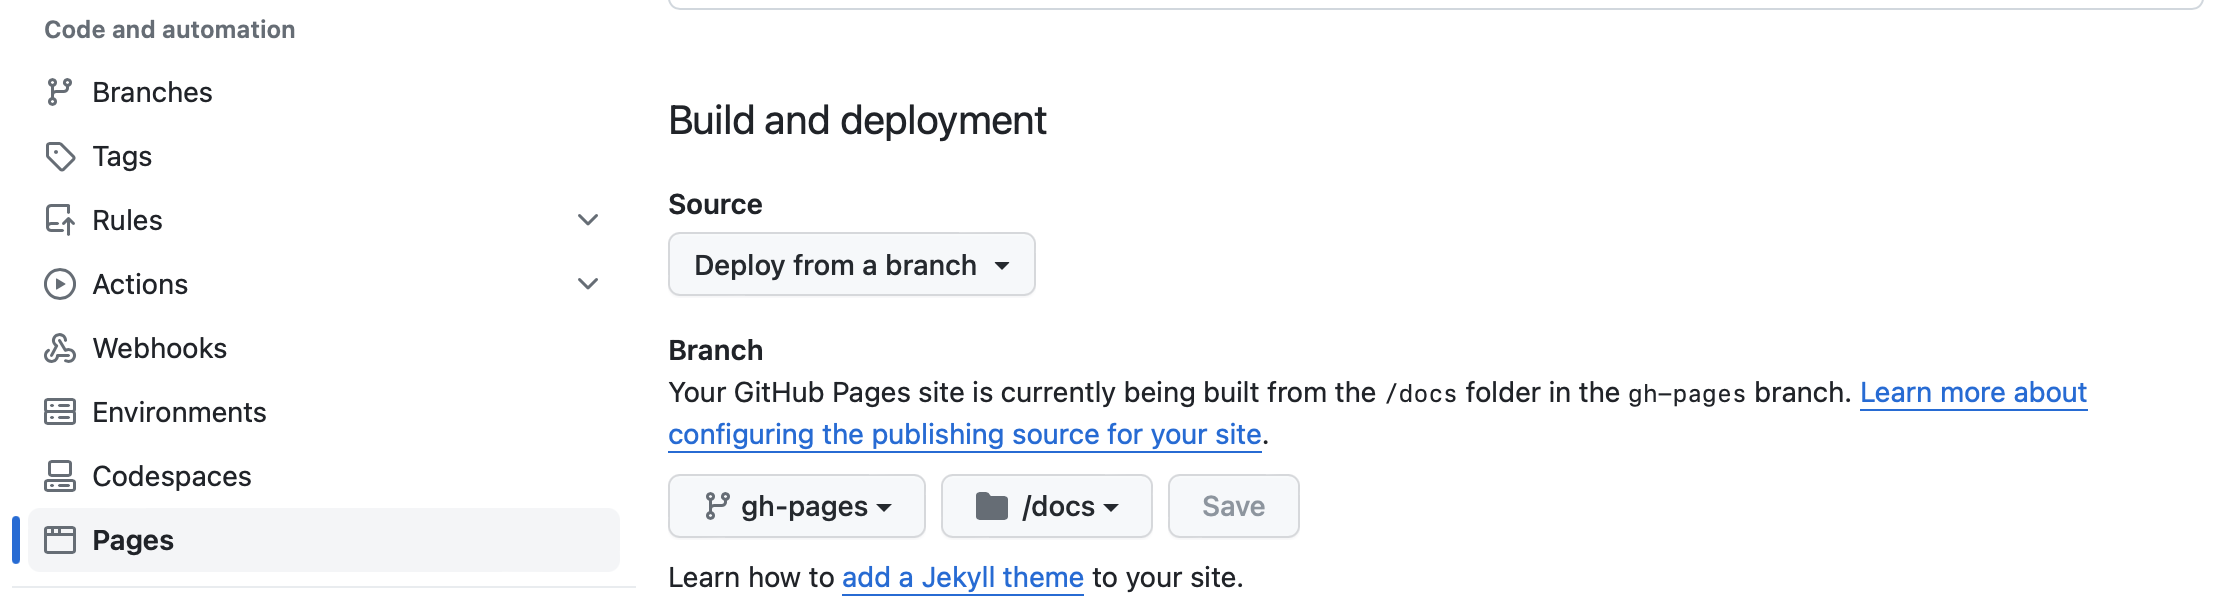 Code and automation
Branches
Tags
Rules
Actions
Webhooks
Environments
Codespaces
Pages
Build and deployment
Source
Deploy from a branch
Branch
Your GitHub Pages site is currently being built from the /docs folder in the gh-pages branch. Learn more about
configuring the publishing source for your site.
gh-pages /docs Save
Learn how to add a Jekyll theme to your site.